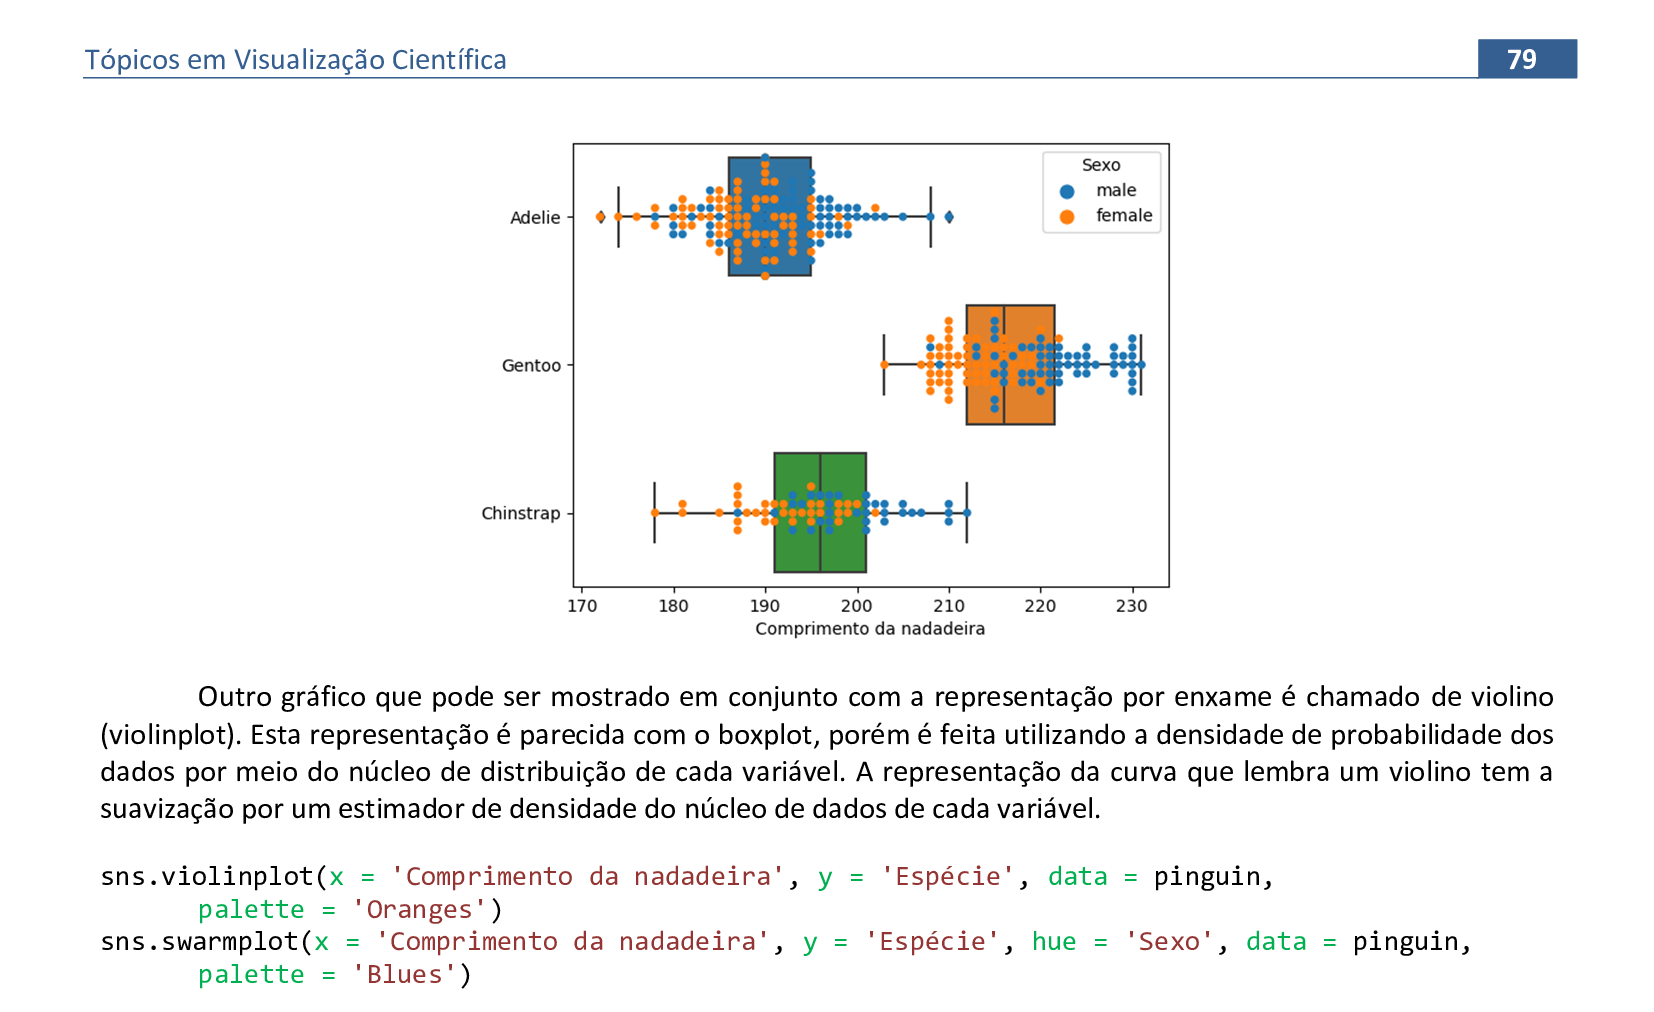 Tópicos em Visualização Científica
79
Sexo
male
female
Adelie
Gentoo
Chinstrap
170 180 190 200 210 220 230
Comprimento da nadadeira
Outro gráfico que pode ser mostrado em conjunto com a representação por enxame é chamado de violino
(violinplot). Esta representação é parecida com o boxplot, porém é feita utilizando a densidade de probabilidade dos
dados por meio do núcleo de distribuição de cada variável. A representação da curva que lembra um violino tem a
suavização por um estimador de densidade do núcleo de dados de cada variável.
sns.violinplot(x = 'Comprimento da nadadeira', y = 'Espécie', data = pinguin,
palette = 'Oranges')
sns.swarmplot(x = 'Comprimento da nadadeira', y = 'Espécie', hue = 'Sexo', data = pinguin,
palette = 'Blues')